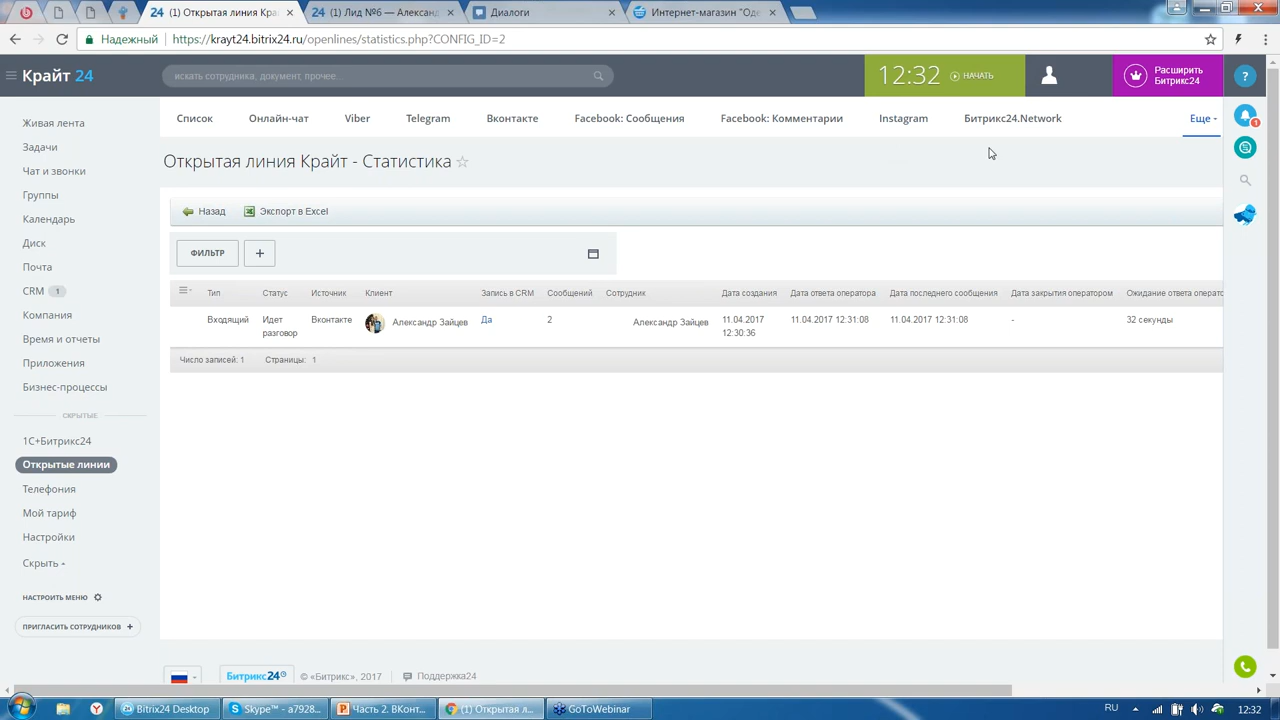 24 (1) Открытая линия Кра
24 (1) Лид №6 — Александ
Диалоги
Интернет-магазин "Оде
Надежный
https://krayt24.bitrix24.ru/openlines/statistics.php?CONFIG_ID=2
Крайт 24
искать сотрудника, документ, прочее...
12:32
НАЧАТЬ
Расширить
Битрикс24
?
1
Список
Онлайн-чат
Viber
Telegram
Вконтакте
Facebook: Сообщения
Facebook: Комментарии
Instagram
Битрикс24.Network
Еще
Живая лента
Задачи
Чат и звонки
Группы
Календарь
Диск
Почта
CRM 1
Компания
Время и отчеты
Приложения
Бизнес-процессы
СКРЫТЫЕ
1С+Битрикс24
Открытые линии
Телефония
Мой тариф
Настройки
Скрыть
НАСТРОИТЬ МЕНЮ
ПРИГЛАСИТЬ СОТРУДНИКОВ +
Открытая линия Крайт - Статистика
Назад
Экспорт в Excel
ФИЛЬТР
+
Тип
Статус
Источник
Клиент
Запись в CRM
Сообщений
Сотрудник
Дата создания
Дата ответа оператора
Дата последнего сообщения
Дата закрытия оператором
Ожидание ответа операто
Входящий
Идет
разговор
Вконтакте
Александр Зайцев
Да
2
Александр Зайцев
11.04.2017
12:30:36
11.04.2017 12:31:08
11.04.2017 12:31:08
-
32 секунды
Число записей: 1
Страницы: 1
Битрикс24
© «Битрикс», 2017
Поддержка24
Bitrix24 Desktop
Skype™ - a7928...
Часть 2. ВКонт...
(1) Открытая л...
GoToWebinar
RU
12:32